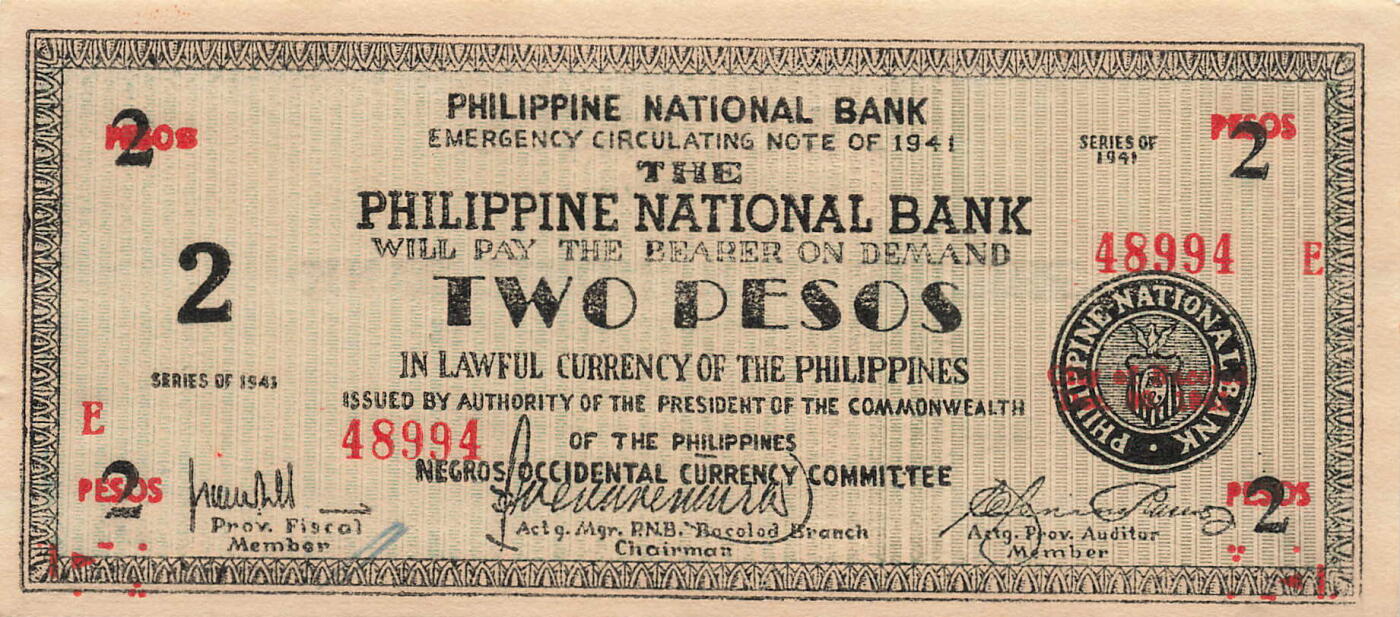 PHILIPPINE NATIONAL BANK
EMERGENCY CIRCULATING NOTE OF 1941
2
PESOS
SERIES OF
1941
PESOS
2
THE
PHILIPPINE NATIONAL BANK
WILL PAY THE BEARER ON DEMAND
48994 E
2
TWO PESOS
PHILIPPINE NATIONAL BANK
IN LAWFUL CURRENCY OF THE PHILIPPINES
SERIES OF 1941
ISSUED BY AUTHORITY OF THE PRESIDENT OF THE COMMONWEALTH
E
48994
OF THE PHILIPPINES
NEGROS OCCIDENTAL CURRENCY COMMITTEE
2
PESOS
PESOS
2
Prov. Fiscal
Member
Actg. Mgr. P.N.B. Bacolod Branch
Chairman
Actg. Prov. Auditor
Member